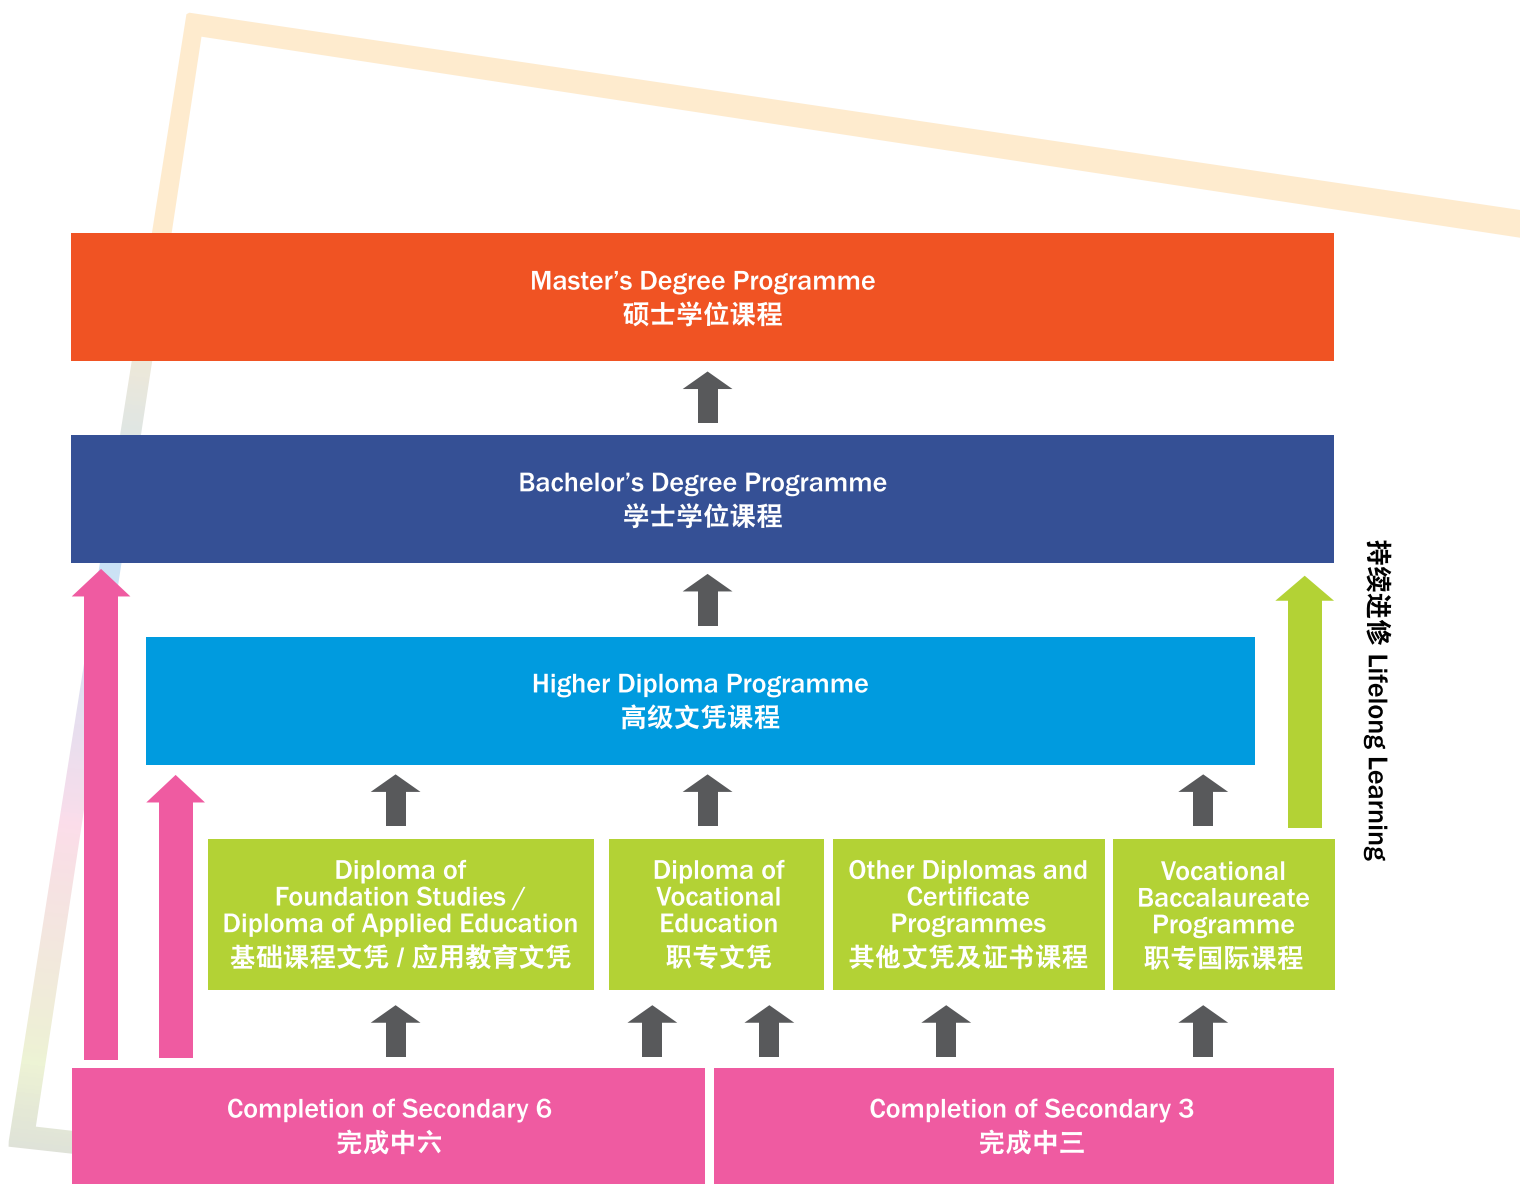 Master’s Degree Programme
硕士学位课程
Bachelor’s Degree Programme
学士学位课程
持续进修 Lifelong Learning
Higher Diploma Programme
高级文凭课程
Diploma of
Foundation Studies /
Diploma of Applied Education
基础课程文凭 / 应用教育文凭
Diploma of
Vocational
Education
职专文凭
Other Diplomas and
Certificate
Programmes
其他文凭及证书课程
Vocational
Baccalaureate
Programme
职专国际课程
Completion of Secondary 6
完成中六
Completion of Secondary 3
完成中三